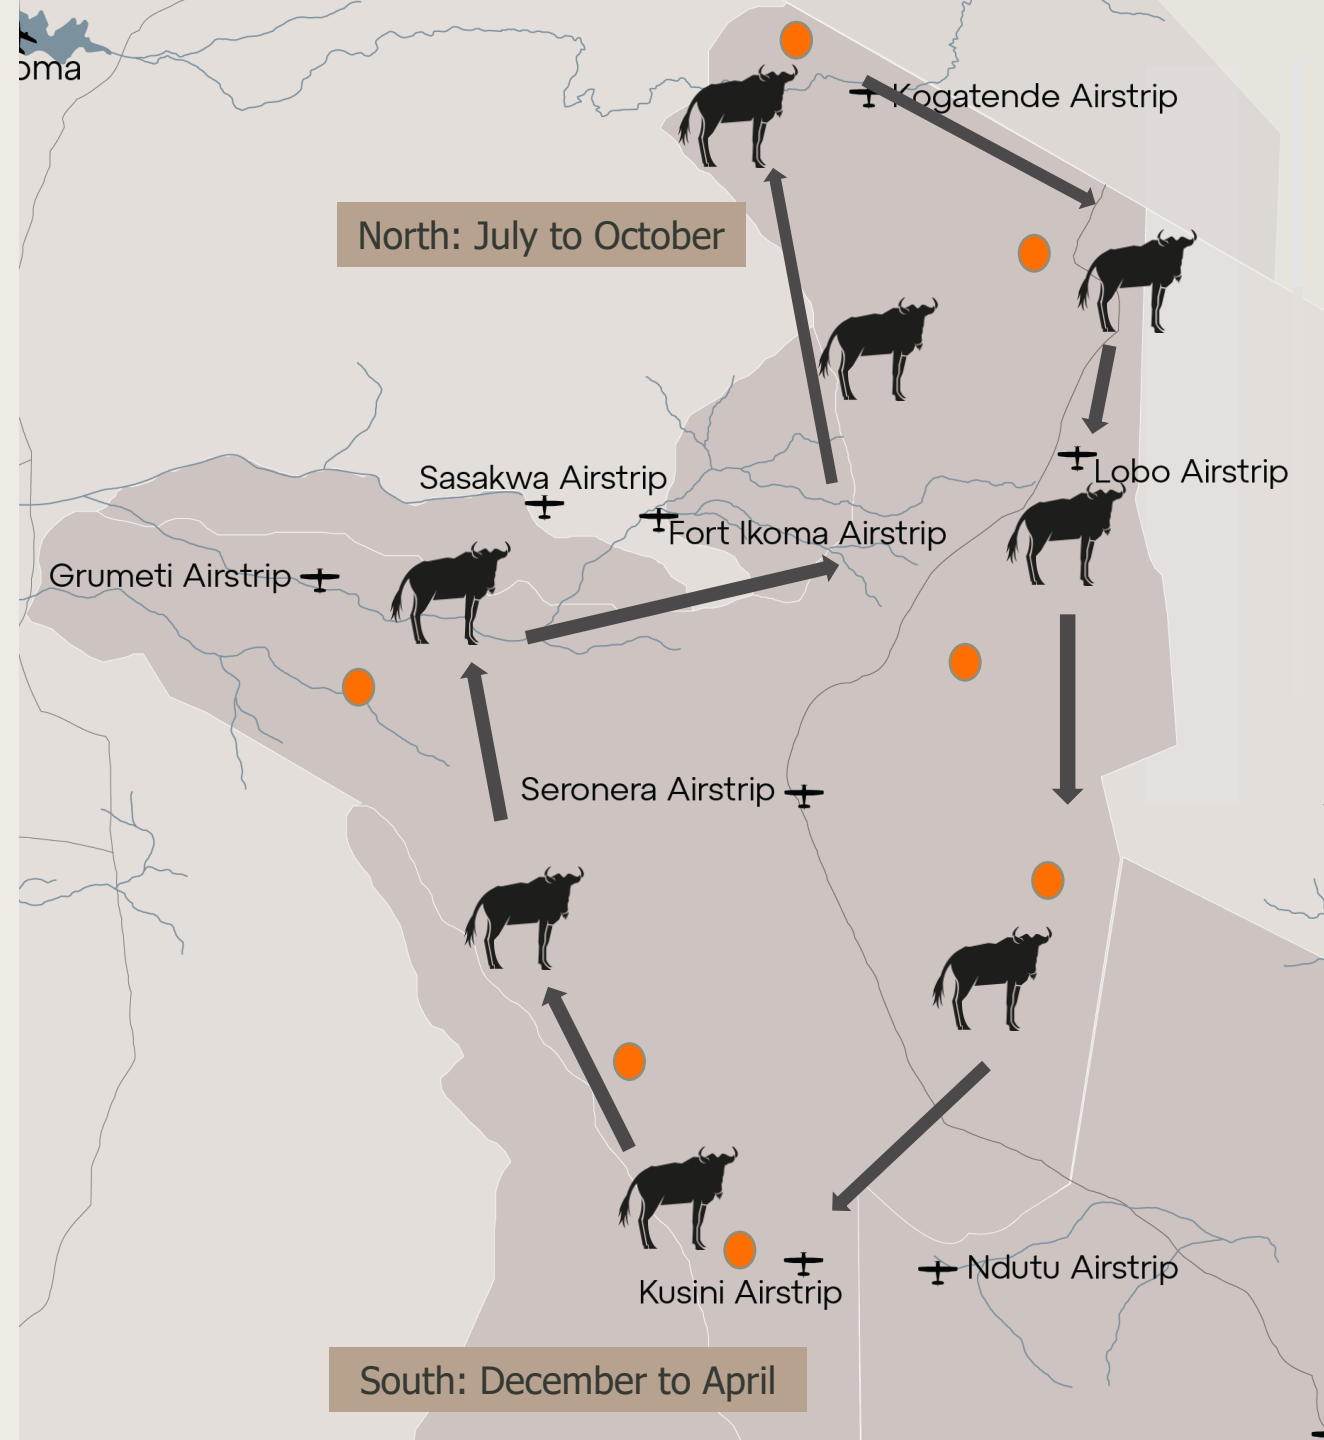 oma
Kogatende Airstrip
North: July to October
Lobo Airstrip
Sasakwa Airstrip
Fort Ikoma Airstrip
Grumeti Airstrip
Seronera Airstrip
Ndutu Airstrip
Kusini Airstrip
South: December to April